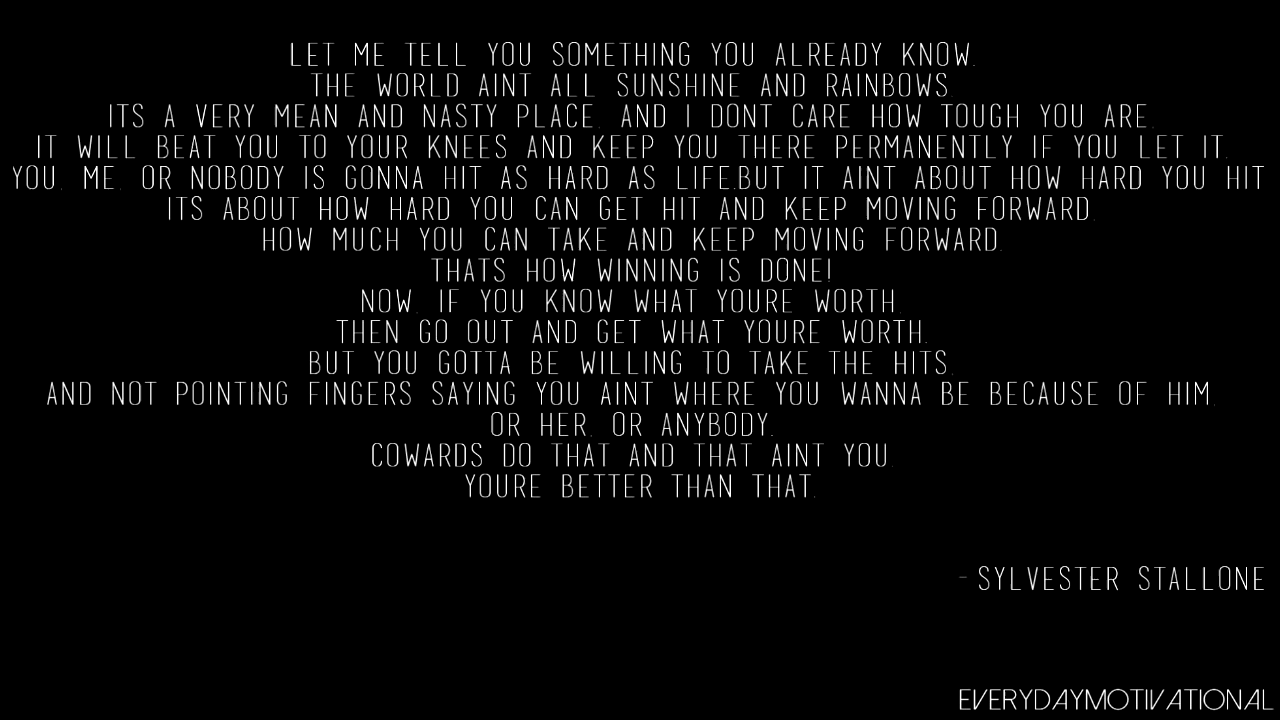 LET ME TELL YOU SOMETHING YOU ALREADY KNOW.
THE WORLD AINT ALL SUNSHINE AND RAINBOWS.
ITS A VERY MEAN AND NASTY PLACE, AND I DONT CARE HOW TOUGH YOU ARE,
IT WILL BEAT YOU TO YOUR KNEES AND KEEP YOU THERE PERMANENTLY IF YOU LET IT.
YOU, ME, OR NOBODY IS GONNA HIT AS HARD AS LIFE.BUT IT AINT ABOUT HOW HARD YOU HIT
ITS ABOUT HOW HARD YOU CAN GET HIT AND KEEP MOVING FORWARD,
HOW MUCH YOU CAN TAKE AND KEEP MOVING FORWARD.
THATS HOW WINNING IS DONE!
NOW, IF YOU KNOW WHAT YOURE WORTH,
THEN GO OUT AND GET WHAT YOURE WORTH.
BUT YOU GOTTA BE WILLING TO TAKE THE HITS,
AND NOT POINTING FINGERS SAYING YOU AINT WHERE YOU WANNA BE BECAUSE OF HIM,
OR HER, OR ANYBODY.
COWARDS DO THAT AND THAT AINT YOU.
YOURE BETTER THAN THAT.
- SYLVESTER STALLONE
EVERYDAYMOTIVATIONAL